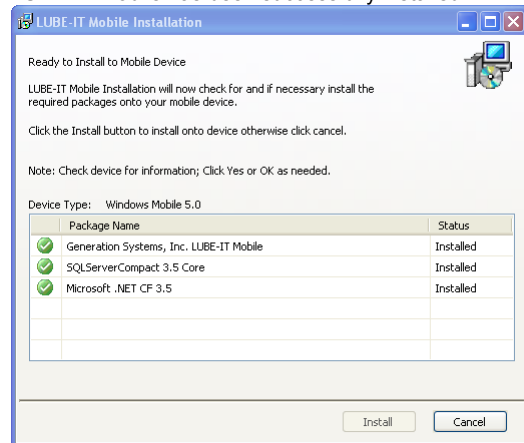 LUBE-IT Mobile Installation
Ready to Install to Mobile Device
LUBE-IT Mobile Installation will now check for and if necessary install the
required packages onto your mobile device.
Click the Install button to install onto device otherwise click cancel.
Note: Check device for information; Click Yes or OK as needed.
Device Type: Windows Mobile 5.0
Package Name Status
Generation Systems, Inc. LUBE-IT Mobile Installed
SQLServerCompact 3.5 Core Installed
Microsoft .NET CF 3.5 Installed
Install Cancel